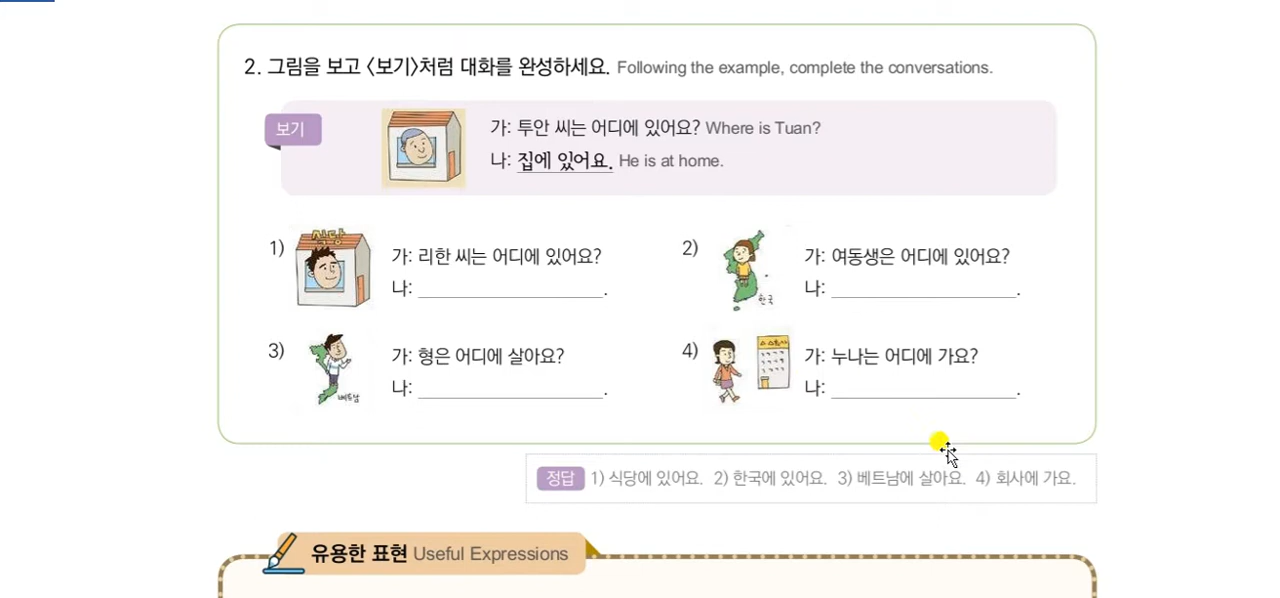 2. 그림을 보고 〈보기〉처럼 대화를 완성하세요. Following the example, complete the conversations.
보기
가: 투안 씨는 어디에 있어요? Where is Tuan?
나: 집에 있어요. He is at home.
1)
식당
가: 리한 씨는 어디에 있어요?
나: .
2)
한국
가: 여동생은 어디에 있어요?
나: .
3)
베트남
가: 형은 어디에 살아요?
나: .
4)
가: 누나는 어디에 가요?
나: .
정답 1) 식당에 있어요. 2) 한국에 있어요. 3) 베트남에 살아요. 4) 회사에 가요.
유용한 표현 Useful Expressions